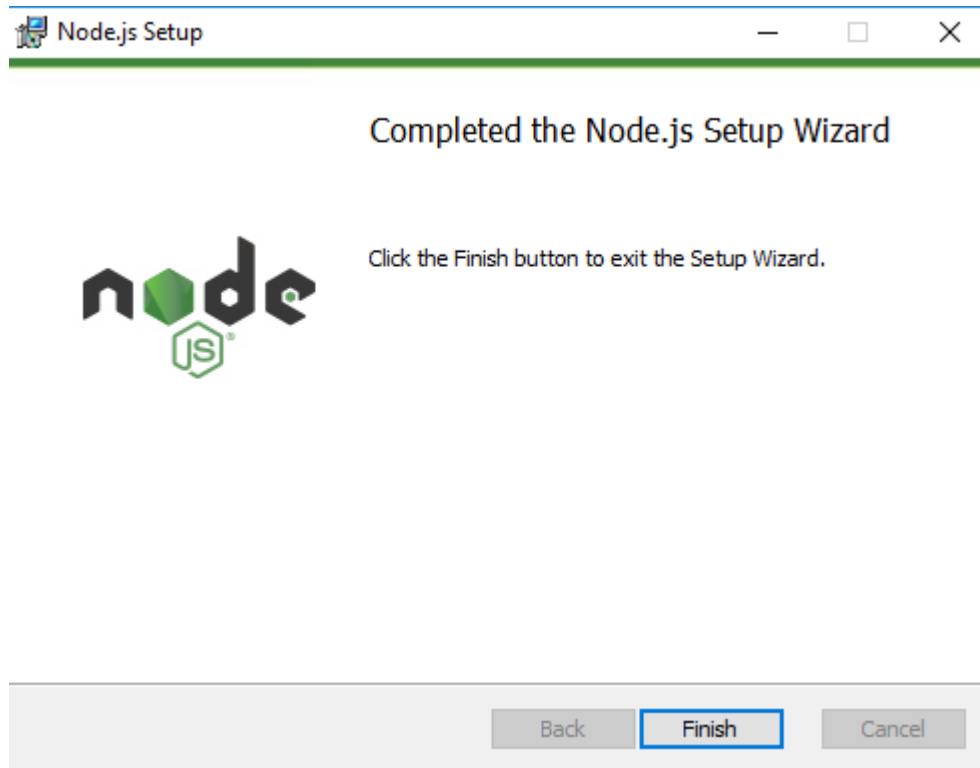 Node.js Setup
Completed the Node.js Setup Wizard
Click the Finish button to exit the Setup Wizard.
node
JS®
Back Finish Cancel